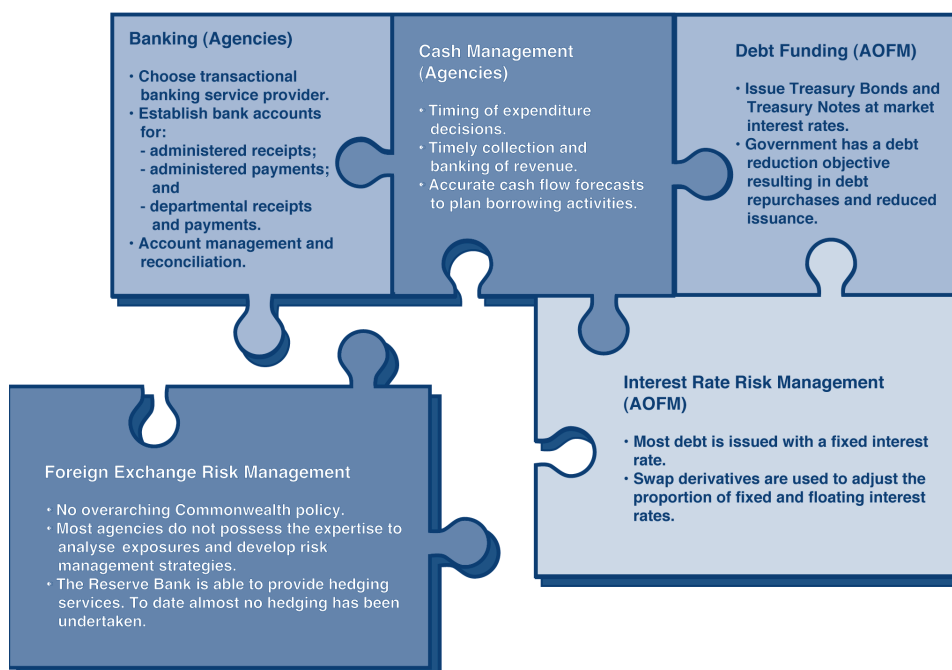 Banking (Agencies)
• Choose transactional
banking service provider.
• Establish bank accounts
for:
- administered receipts;
- administered payments;
and
- departmental receipts
and payments.
• Account management and
reconciliation.
Cash Management
(Agencies)
• Timing of expenditure
decisions.
• Timely collection and
banking of revenue.
• Accurate cash flow forecasts
to plan borrowing activities.
Debt Funding (AOFM)
• Issue Treasury Bonds and
Treasury Notes at market
interest rates.
• Government has a debt
reduction objective
resulting in debt
repurchases and reduced
issuance.
Foreign Exchange Risk Management
• No overarching Commonwealth policy.
• Most agencies do not possess the expertise to
analyse exposures and develop risk
management strategies.
• The Reserve Bank is able to provide hedging
services. To date almost no hedging has been
undertaken.
Interest Rate Risk Management
(AOFM)
• Most debt is issued with a fixed interest
rate.
• Swap derivatives are used to adjust the
proportion of fixed and floating interest
rates.